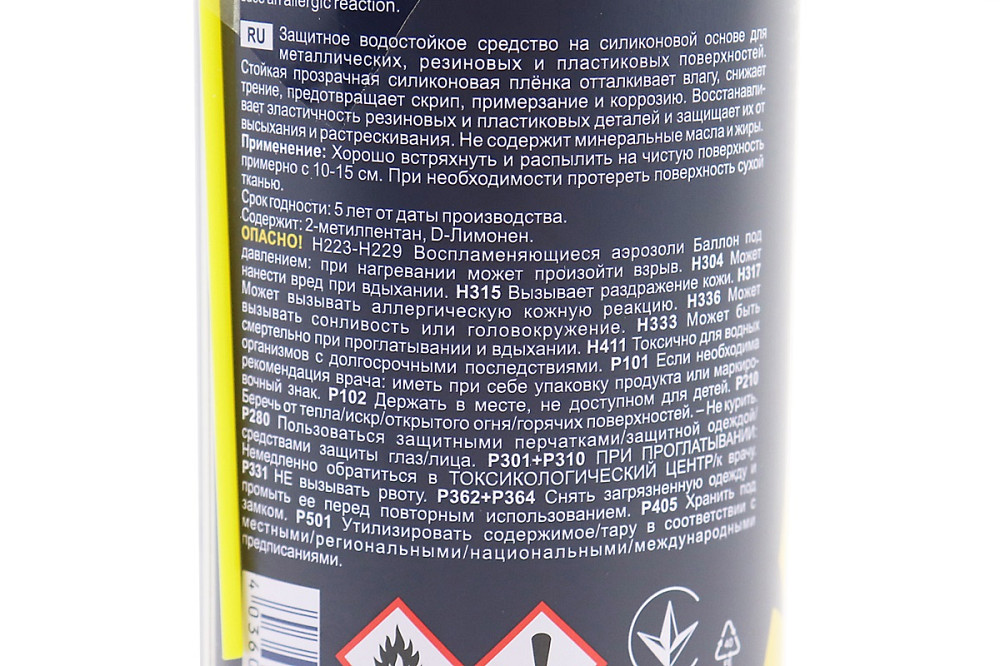 cause an allergic reaction.
RU Защитное водостойкое средство на силиконовой основе для
металлических, резиновых и пластиковых поверхностей.
Стойкая прозрачная силиконовая плёнка отталкивает влагу, снижает
трение, предотвращает скрип, примерзание и коррозию. Восстанавли-
вает эластичность резиновых и пластиковых деталей и защищает их от
высыхания и растрескивания. Не содержит минеральные масла и жиры.
Применение: Хорошо встряхнуть и распылить на чистую поверхность
примерно с 10-15 см. При необходимости протереть поверхность сухой
тканью.
Срок годности: 5 лет от даты производства.
Содержит: 2-метилпентан, D-Лимонен.
ОПАСНО! H223-H229 Воспламеняющиеся аэрозоли Баллон под
давлением: при нагревании может произойти взрыв. H304 Может
нанести вред при вдыхании. H315 Вызывает раздражение кожи. H317
Может вызывать аллергическую кожную реакцию. H336 Может
вызывать сонливость или головокружение. H333 Может быть
смертельно при проглатывании и вдыхании. H411 Токсично для водных
организмов с долгосрочными последствиями. P101 Если необходима
рекомендация врача: иметь при себе упаковку продукта или маркиро-
вочный знак. P102 Держать в месте, не доступном для детей. P210
Беречь от тепла/искр/открытого огня/горячих поверхностей. – Не курить.
P280 Пользоваться защитными перчатками/защитной одеждой/
средствами защиты глаз/лица. P301+P310 ПРИ ПРОГЛАТЫВАНИИ:
Немедленно обратиться в ТОКСИКОЛОГИЧЕСКИЙ ЦЕНТР/к врачу.
P331 НЕ вызывать рвоту. P362+P364 Снять загрязненную одежду и
промыть ее перед повторным использованием. P405 Хранить под
замком. P501 Утилизировать содержимое/тару в соответствии с
местными/региональными/национальными/международными
предписаниями.
4 036
40